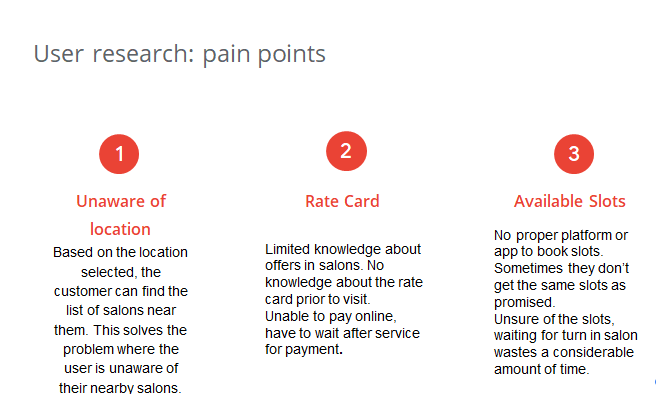 User research: pain points
1
Unaware of
location
Based on the location
selected, the
customer can find the
list of salons near
them. This solves the
problem where the
user is unaware of
their nearby salons.
2
Rate Card
Limited knowledge about
offers in salons. No
knowledge about the rate
card prior to visit.
Unable to pay online,
have to wait after service
for payment.
3
Available Slots
No proper platform or
app to book slots.
Sometimes they don’t
get the same slots as
promised.
Unsure of the slots,
waiting for turn in salon
wastes a considerable
amount of time.